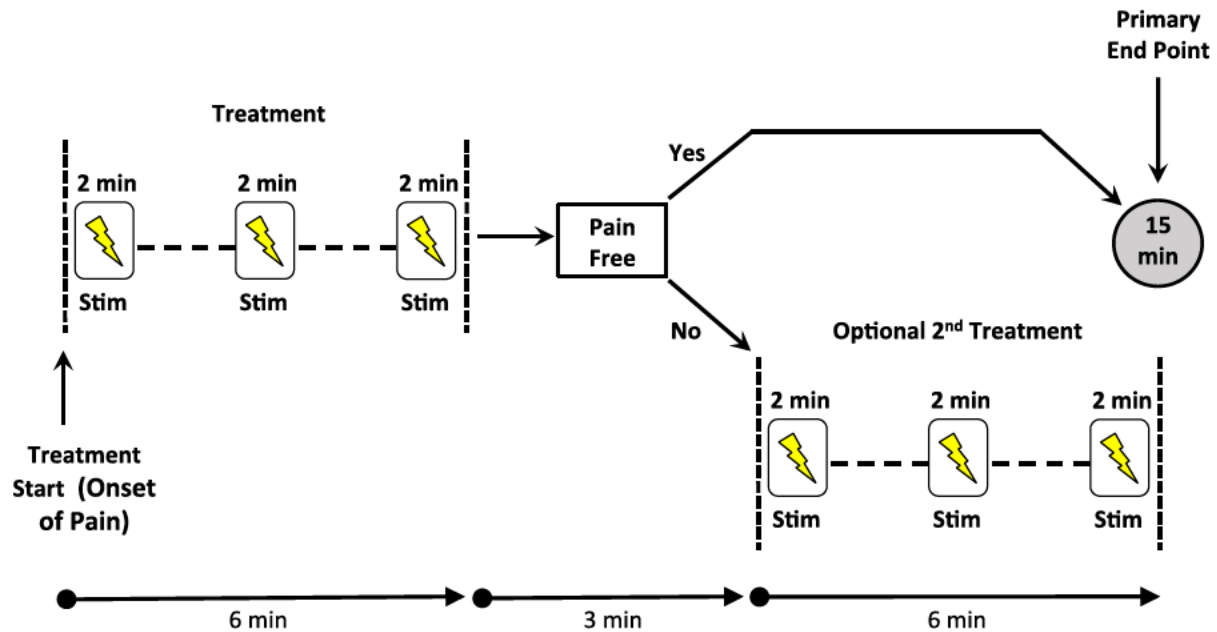 Primary
End Point
Treatment
2 min
2 min
2 min
Stim
Stim
Stim
Pain
Free
Yes
No
15
min
Treatment
Start (Onset
of Pain)
Optional 2nd Treatment
2 min
2 min
2 min
Stim
Stim
Stim
6 min
3 min
6 min